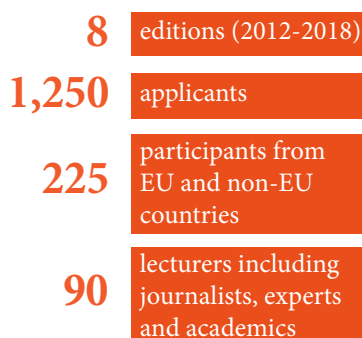 8 editions (2012-2018)
1,250 applicants
225 participants from
EU and non-EU
countries
90 lecturers including
journalists, experts
and academics